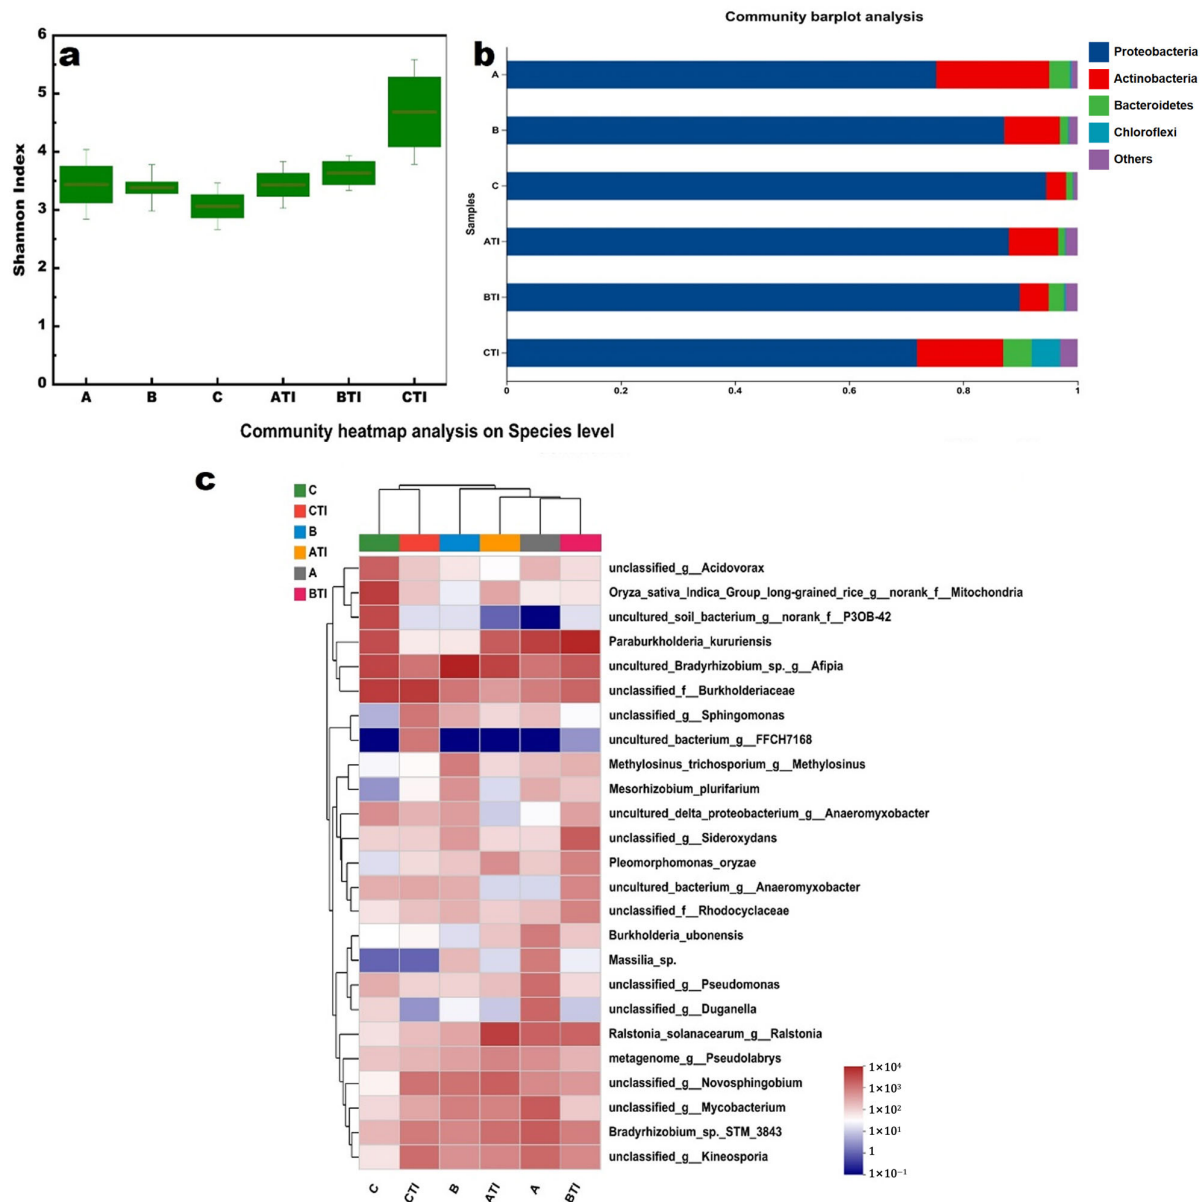 a
6
5
4
3
2
1
0
Shannon Index
A B C ATI BTI CTI
Community barplot analysis
b
Samples
A
B
C
ATI
BTI
CTI
0 0.2 0.4 0.6 0.8 1
Proteobacteria
Actinobacteria
Bacteroidetes
Chloroflexi
Others
Community heatmap analysis on Species level
c
C
CTI
B
ATI
A
BTI
unclassified_g__Acidovorax
Oryza_sativa_Indica_Group_long-grained_rice_g__norank_f__Mitochondria
uncultured_soil_bacterium_g__norank_f__P3OB-42
Paraburkholderia_kururiensis
uncultured_Bradyrhizobium_sp._g__Afipia
unclassified_f__Burkholderiaceae
unclassified_g__Sphingomonas
uncultured_bacterium_g__FFCH7168
Methylosinus_trichosporium_g__Methylosinus
Mesorhizobium_plurifarium
uncultured_delta_proteobacterium_g__Anaeromyxobacter
unclassified_g__Sideroxydans
Pleomorphomonas_oryzae
uncultured_bacterium_g__Anaeromyxobacter
unclassified_f__Rhodocyclaceae
Burkholderia_ubonensis
Massilia_sp.
unclassified_g__Pseudomonas
unclassified_g__Duganella
Ralstonia_solanacearum_g__Ralstonia
metagenome_g__Pseudolabrys
unclassified_g__Novosphingobium
unclassified_g__Mycobacterium
Bradyrhizobium_sp._STM_3843
unclassified_g__Kineosporia
C CTI B ATI A BTI
1×10⁴
1×10³
1×10²
1×10¹
1
1×10⁻¹